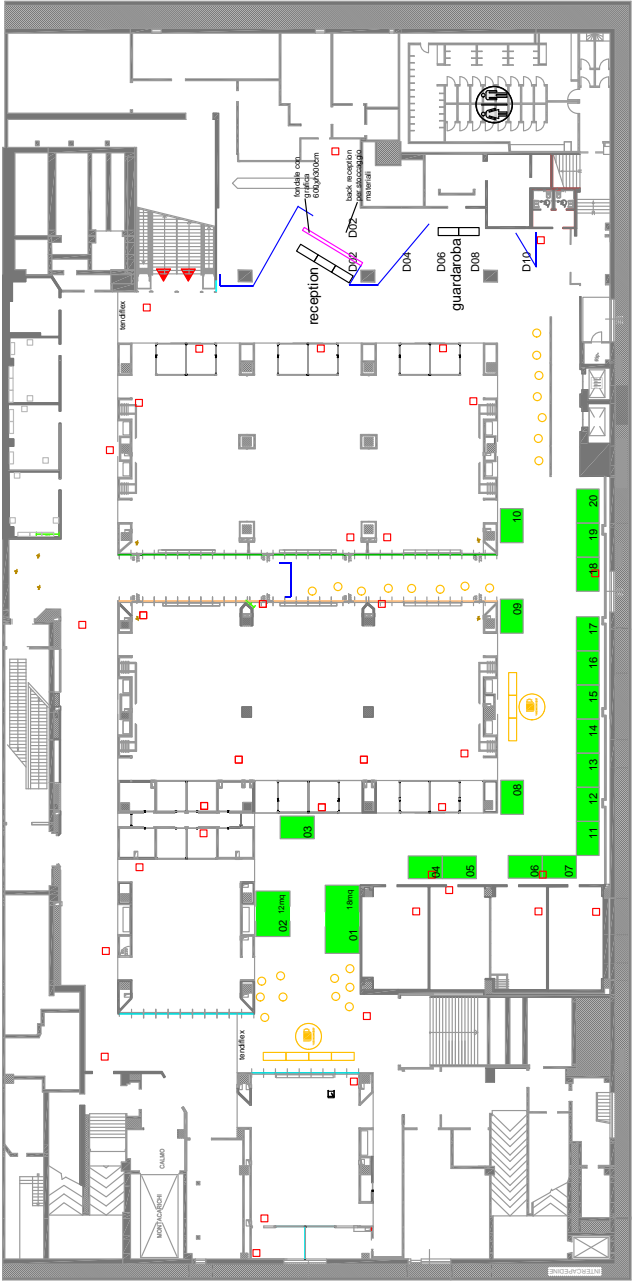 fondale con
grafica
600xh300cm
back reception
per stoccaggio
materiali
D02
D02
D04
D06
D08
D10
reception
guardaroba
tendiflex
10
20
19
18
09
17
16
15
14
13
12
11
08
03
04
05
06
07
02
12mq
01
18mq
tendiflex
CALMO
MONTACARICHI
INTERCAPEDINE